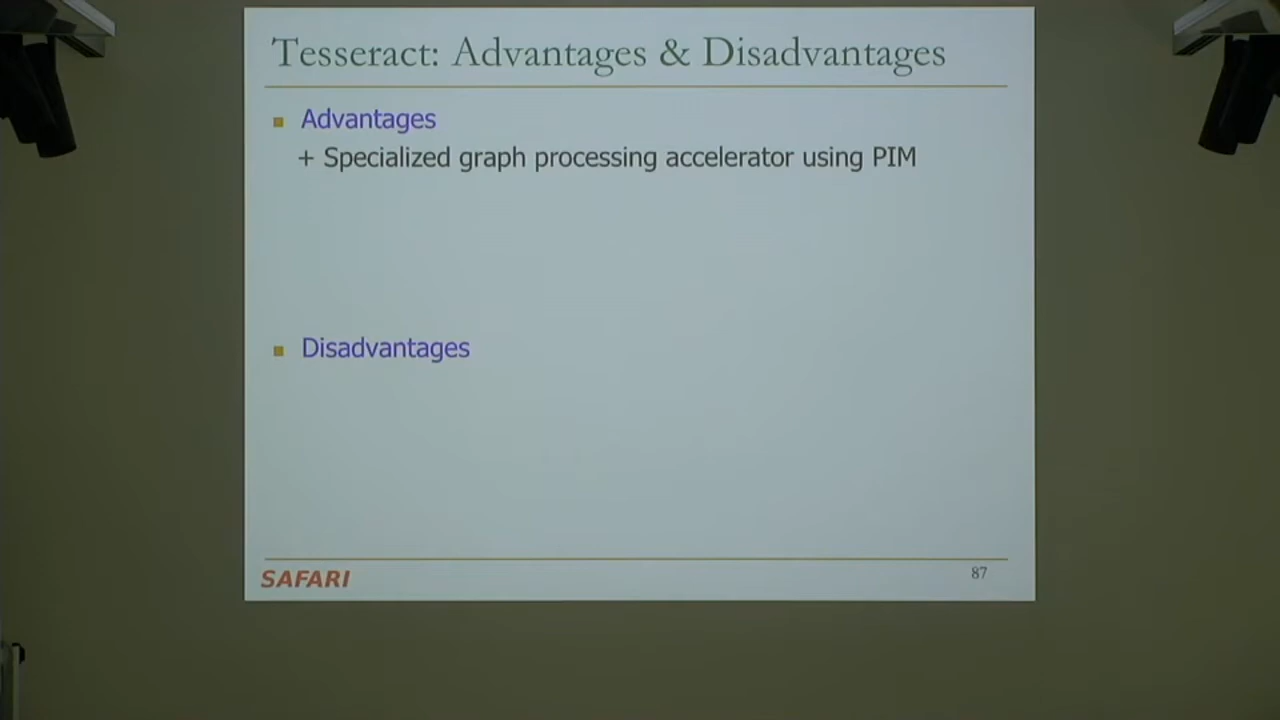 Tesseract: Advantages & Disadvantages
Advantages
+ Specialized graph processing accelerator using PIM
Disadvantages
SAFARI
87